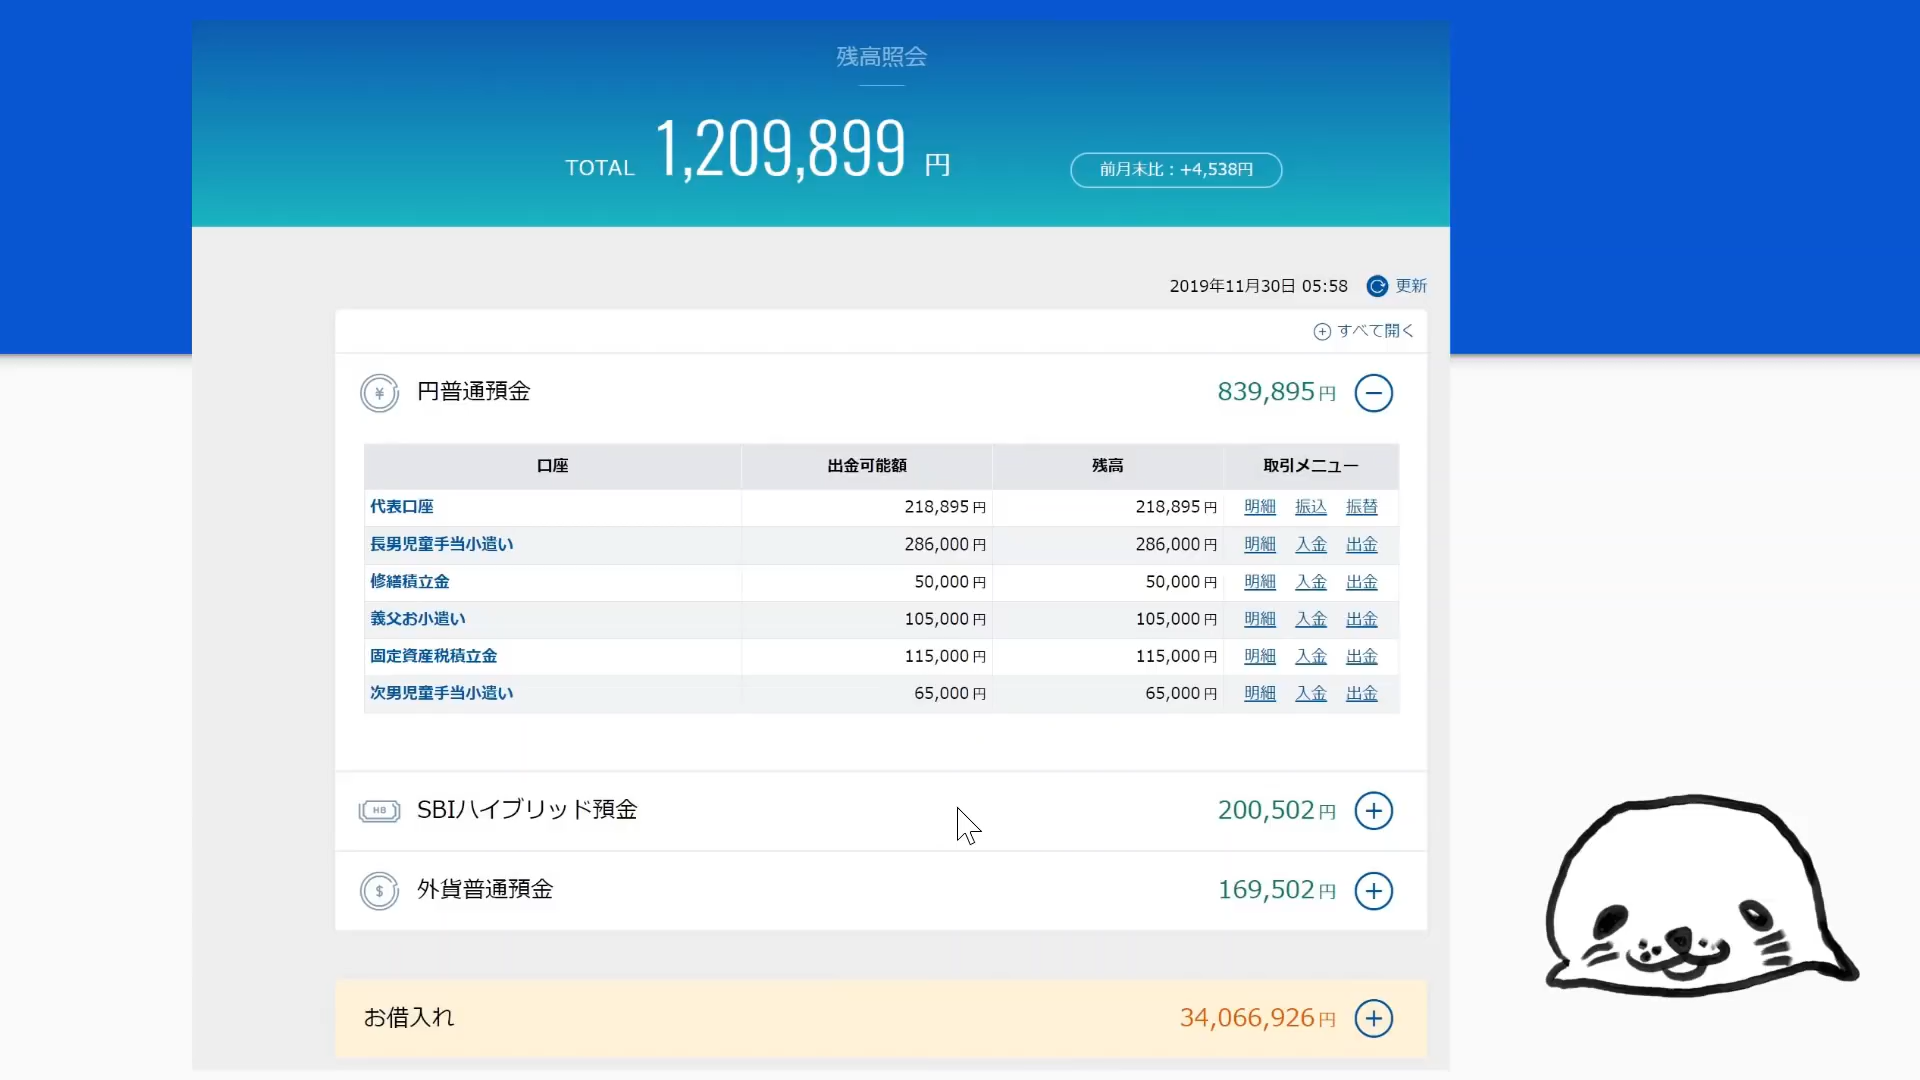 残高照会
TOTAL 1,209,899 円
前月末比：+4,538円
2019年11月30日 05:58 更新
すべて開く
¥ 円普通預金 839,895円
口座 出金可能額 残高 取引メニュー
代表口座 218,895円 218,895円 明細 振込 振替
長男児童手当小遣い 286,000円 286,000円 明細 入金 出金
修繕積立金 50,000円 50,000円 明細 入金 出金
義父お小遣い 105,000円 105,000円 明細 入金 出金
固定資産税積立金 115,000円 115,000円 明細 入金 出金
次男児童手当小遣い 65,000円 65,000円 明細 入金 出金
HB SBIハイブリッド預金 200,502円
$ 外貨普通預金 169,502円
お借入れ 34,066,926円